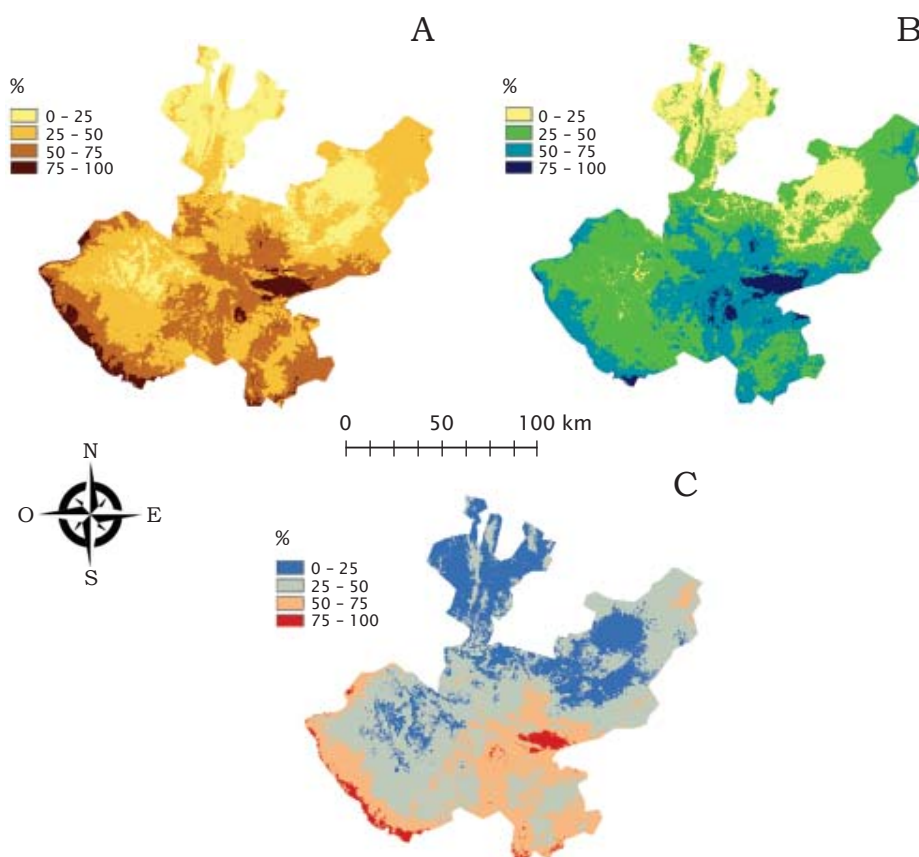 A
%
0 – 25
25 – 50
50 – 75
75 – 100
B
%
0 – 25
25 – 50
50 – 75
75 – 100
0 50 100 km
N
O E
S
C
%
0 – 25
25 – 50
50 – 75
75 – 100